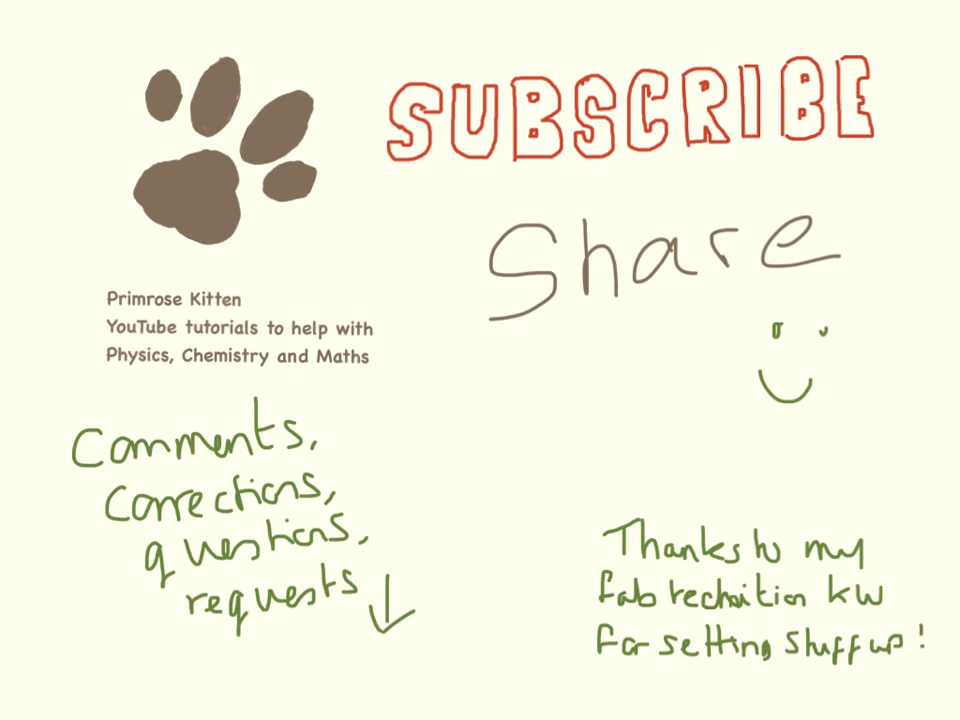 SUBSCRIBE
Share
Primrose Kitten
YouTube tutorials to help with
Physics, Chemistry and Maths
Comments,
Corrections,
questions,
requests
Thanks to my
fab technition KW
for setting stuff up!